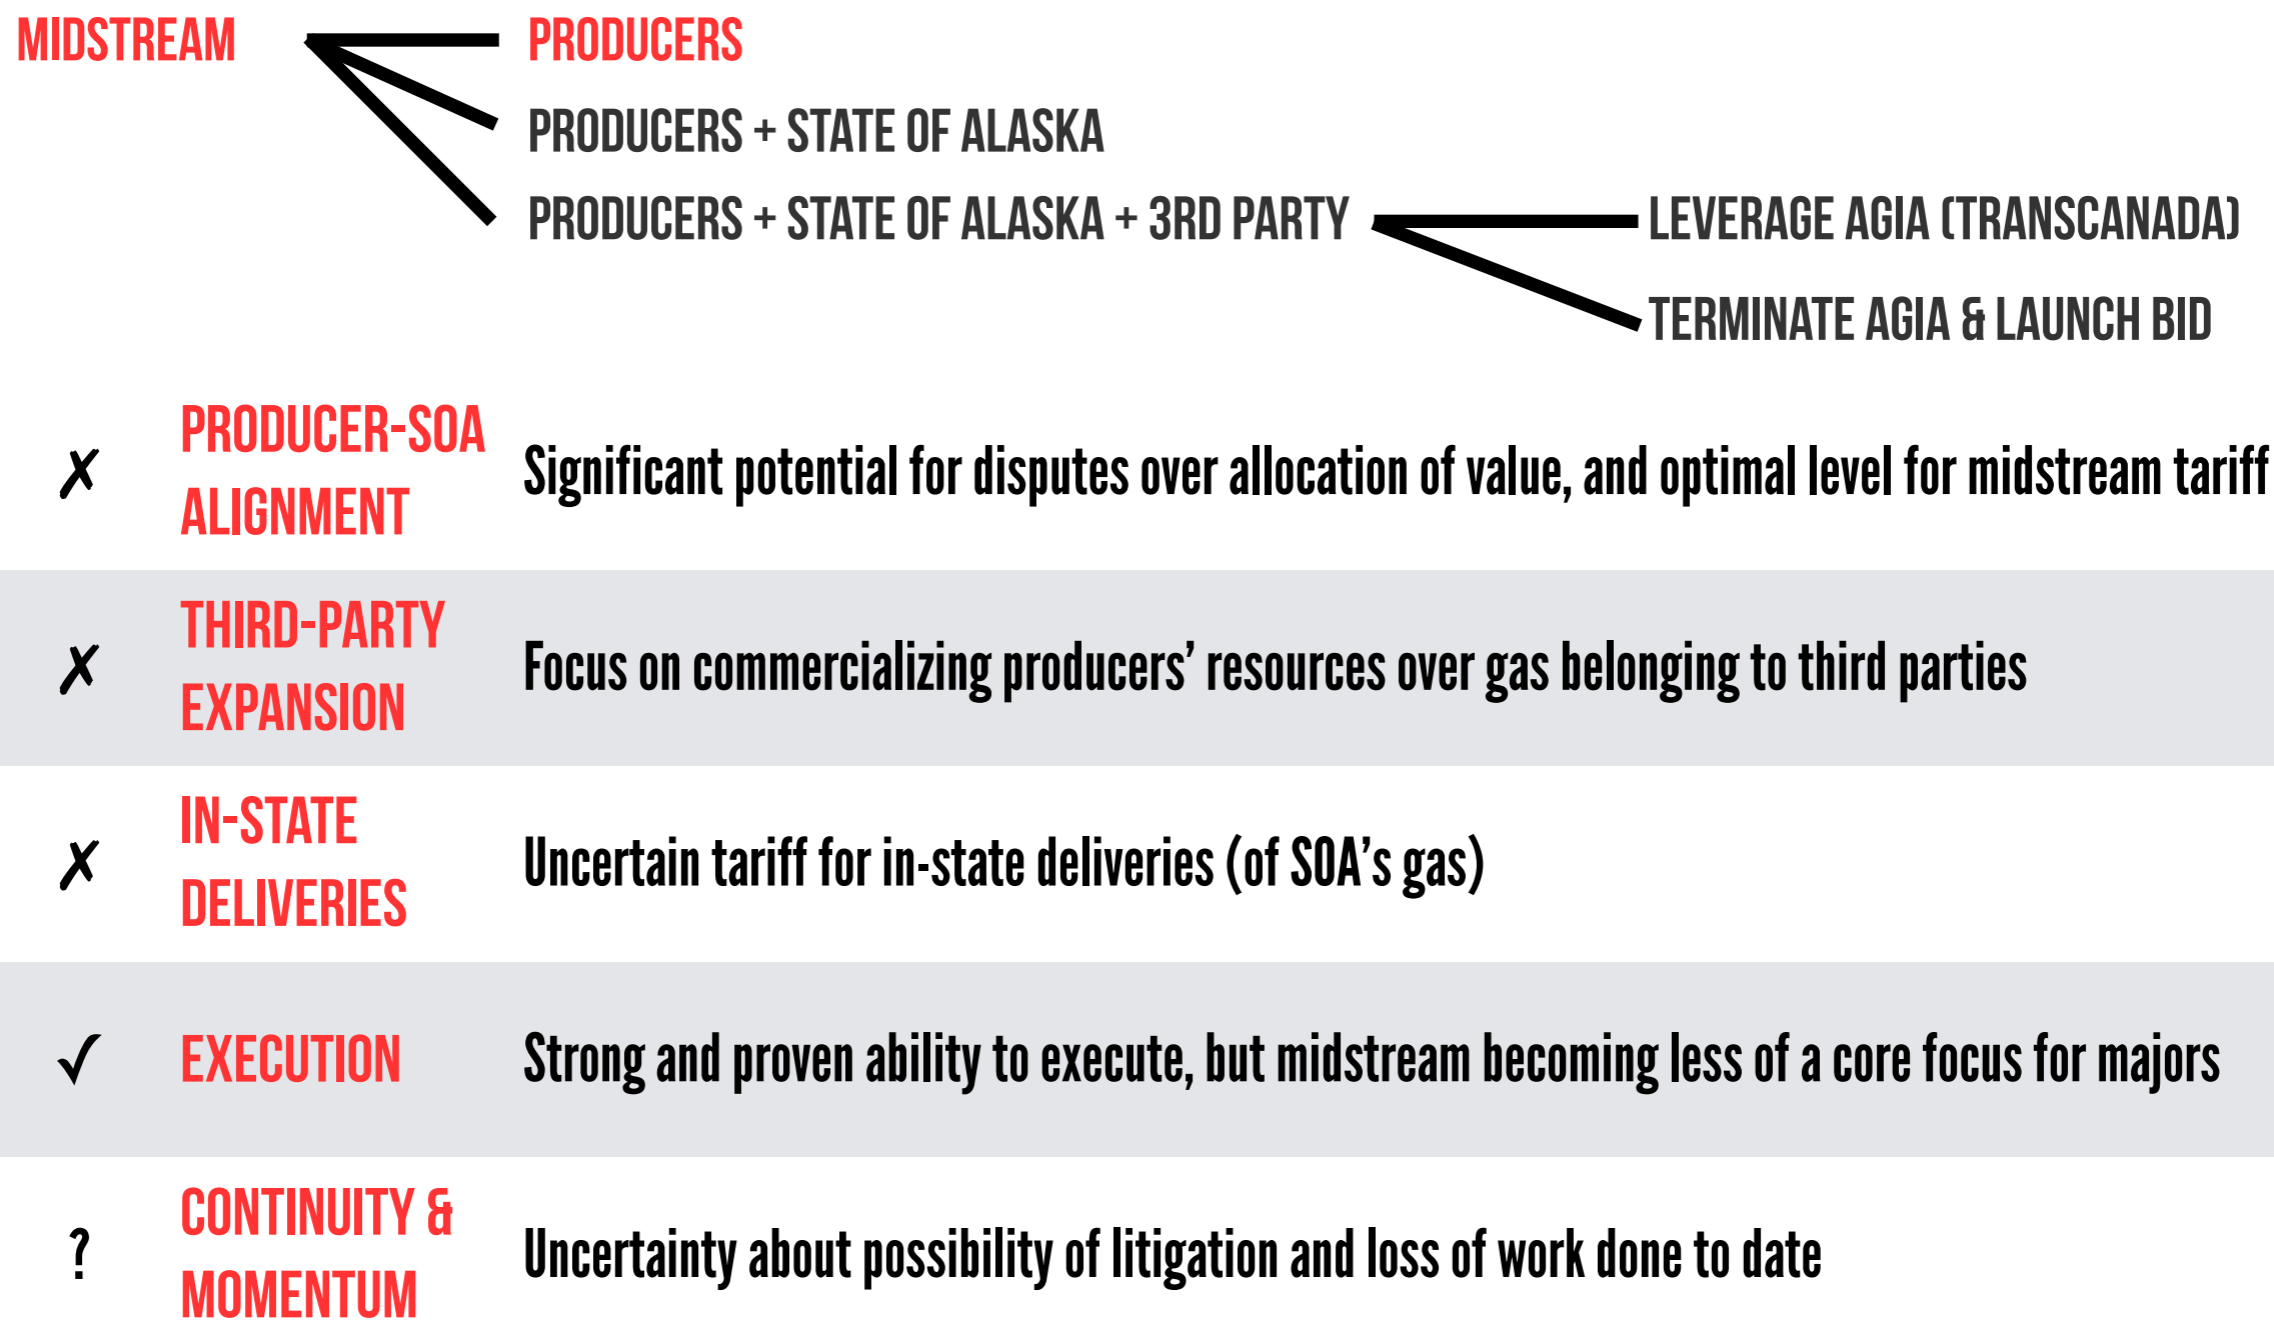 MIDSTREAM
PRODUCERS
PRODUCERS + STATE OF ALASKA
PRODUCERS + STATE OF ALASKA + 3RD PARTY
LEVERAGE AGIA (TRANSCANADA)
TERMINATE AGIA & LAUNCH BID
✗
PRODUCER-SOA
ALIGNMENT
Significant potential for disputes over allocation of value, and optimal level for midstream tariff
✗
THIRD-PARTY
EXPANSION
Focus on commercializing producers’ resources over gas belonging to third parties
✗
IN-STATE
DELIVERIES
Uncertain tariff for in-state deliveries (of SOA’s gas)
✓
EXECUTION
Strong and proven ability to execute, but midstream becoming less of a core focus for majors
?
CONTINUITY &
MOMENTUM
Uncertainty about possibility of litigation and loss of work done to date